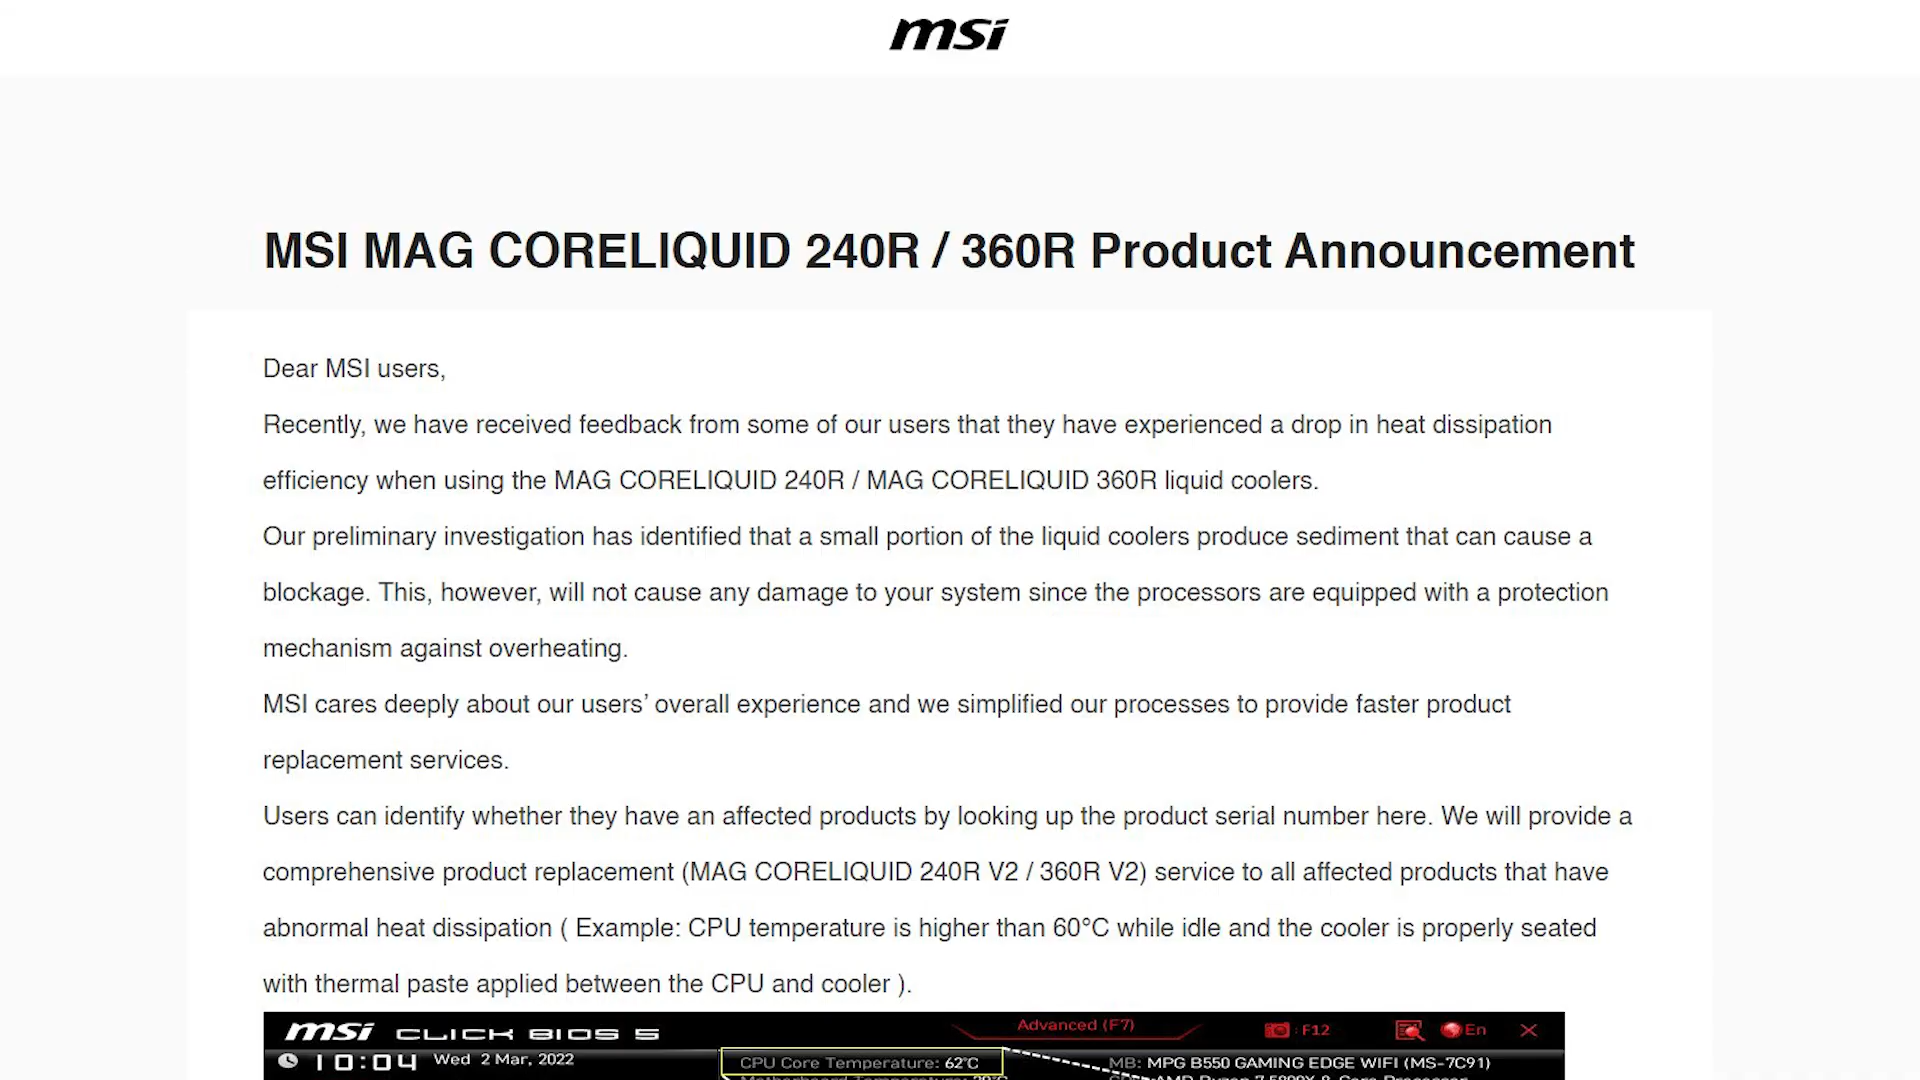 msi
MSI MAG CORELIQUID 240R / 360R Product Announcement
Dear MSI users,
Recently, we have received feedback from some of our users that they have experienced a drop in heat dissipation
efficiency when using the MAG CORELIQUID 240R / MAG CORELIQUID 360R liquid coolers.
Our preliminary investigation has identified that a small portion of the liquid coolers produce sediment that can cause a
blockage. This, however, will not cause any damage to your system since the processors are equipped with a protection
mechanism against overheating.
MSI cares deeply about our users’ overall experience and we simplified our processes to provide faster product
replacement services.
Users can identify whether they have an affected products by looking up the product serial number here. We will provide a
comprehensive product replacement (MAG CORELIQUID 240R V2 / 360R V2) service to all affected products that have
abnormal heat dissipation ( Example: CPU temperature is higher than 60°C while idle and the cooler is properly seated
with thermal paste applied between the CPU and cooler ).
msi CLICK BIOS 5 Advanced (F7) : F12 En X
10:04 Wed 2 Mar, 2022 CPU Core Temperature: 62°C MB: MPG B550 GAMING EDGE WIFI (MS-7C91)